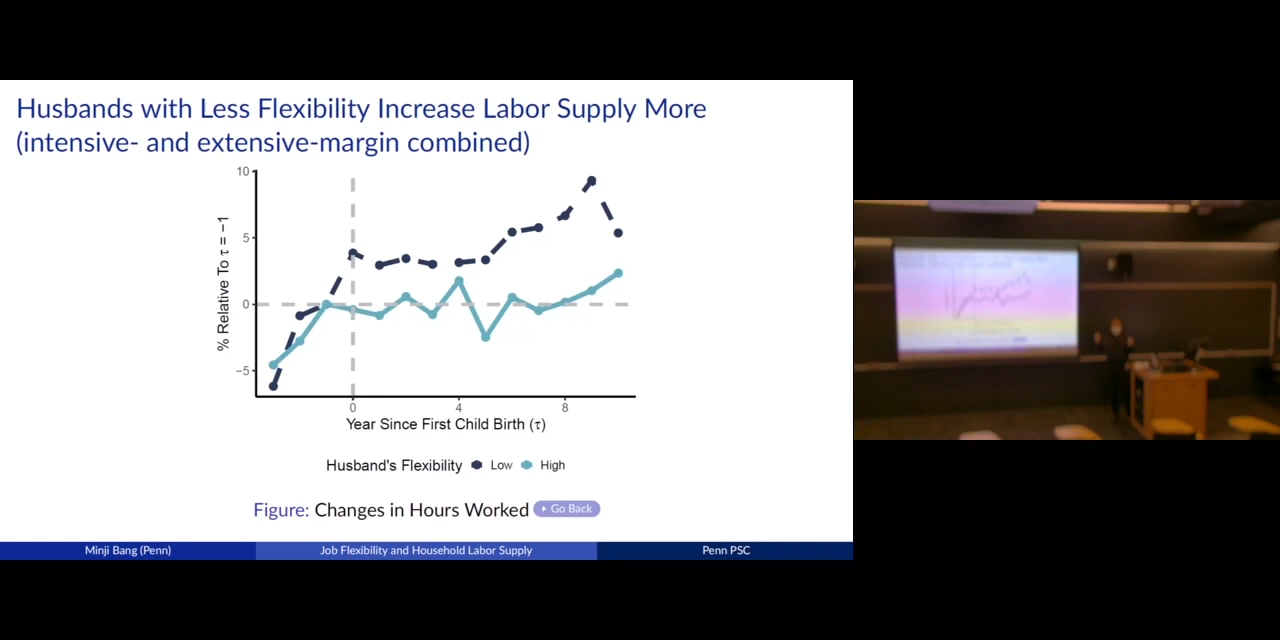 Husbands with Less Flexibility Increase Labor Supply More
(intensive- and extensive-margin combined)
10
5
0
−5
% Relative To τ = −1
0 4 8
Year Since First Child Birth (τ)
Husband's Flexibility Low High
Figure: Changes in Hours Worked Go Back
Minji Bang (Penn) Job Flexibility and Household Labor Supply Penn PSC